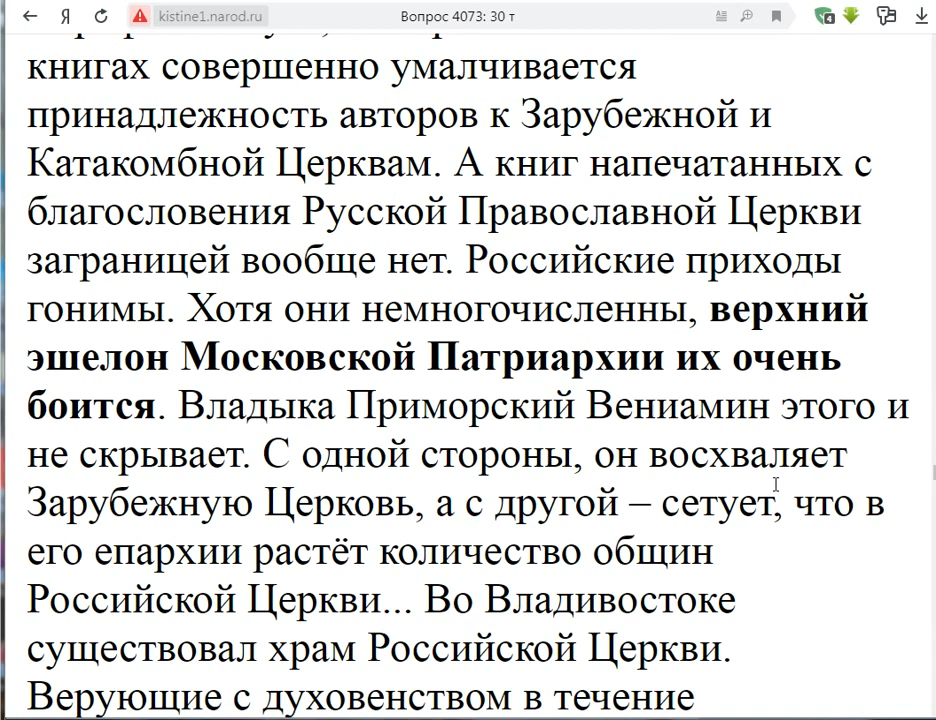 kistine1.narod.ru
Вопрос 4073: 30 т
4
книгах совершенно умалчивается
принадлежность авторов к Зарубежной и
Катакомбной Церквам. А книг напечатанных с
благословения Русской Православной Церкви
заграницей вообще нет. Российские приходы
гонимы. Хотя они немногочисленны, верхний
эшелон Московской Патриархии их очень
боится. Владыка Приморский Вениамин этого и
не скрывает. С одной стороны, он восхваляет
Зарубежную Церковь, а с другой – сетует, что в
его епархии растёт количество общин
Российской Церкви... Во Владивостоке
существовал храм Российской Церкви.
Верующие с духовенством в течение